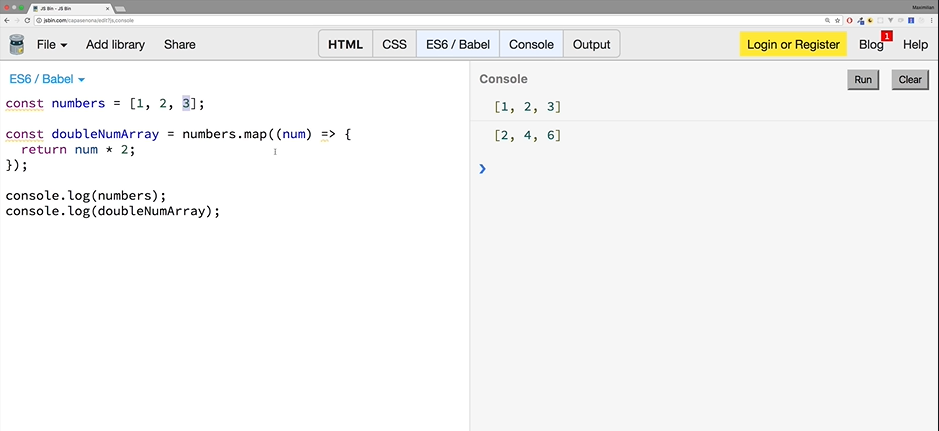 Maximilian
JS Bin - JS Bin
jsbin.com/capasenona/edit?js,console
File Add library Share HTML CSS ES6 / Babel Console Output Login or Register Blog 1 Help
ES6 / Babel
Console Run Clear
const numbers = [1, 2, 3];
const doubleNumArray = numbers.map((num) => {
return num * 2;
});
console.log(numbers);
console.log(doubleNumArray);
[1, 2, 3]
[2, 4, 6]